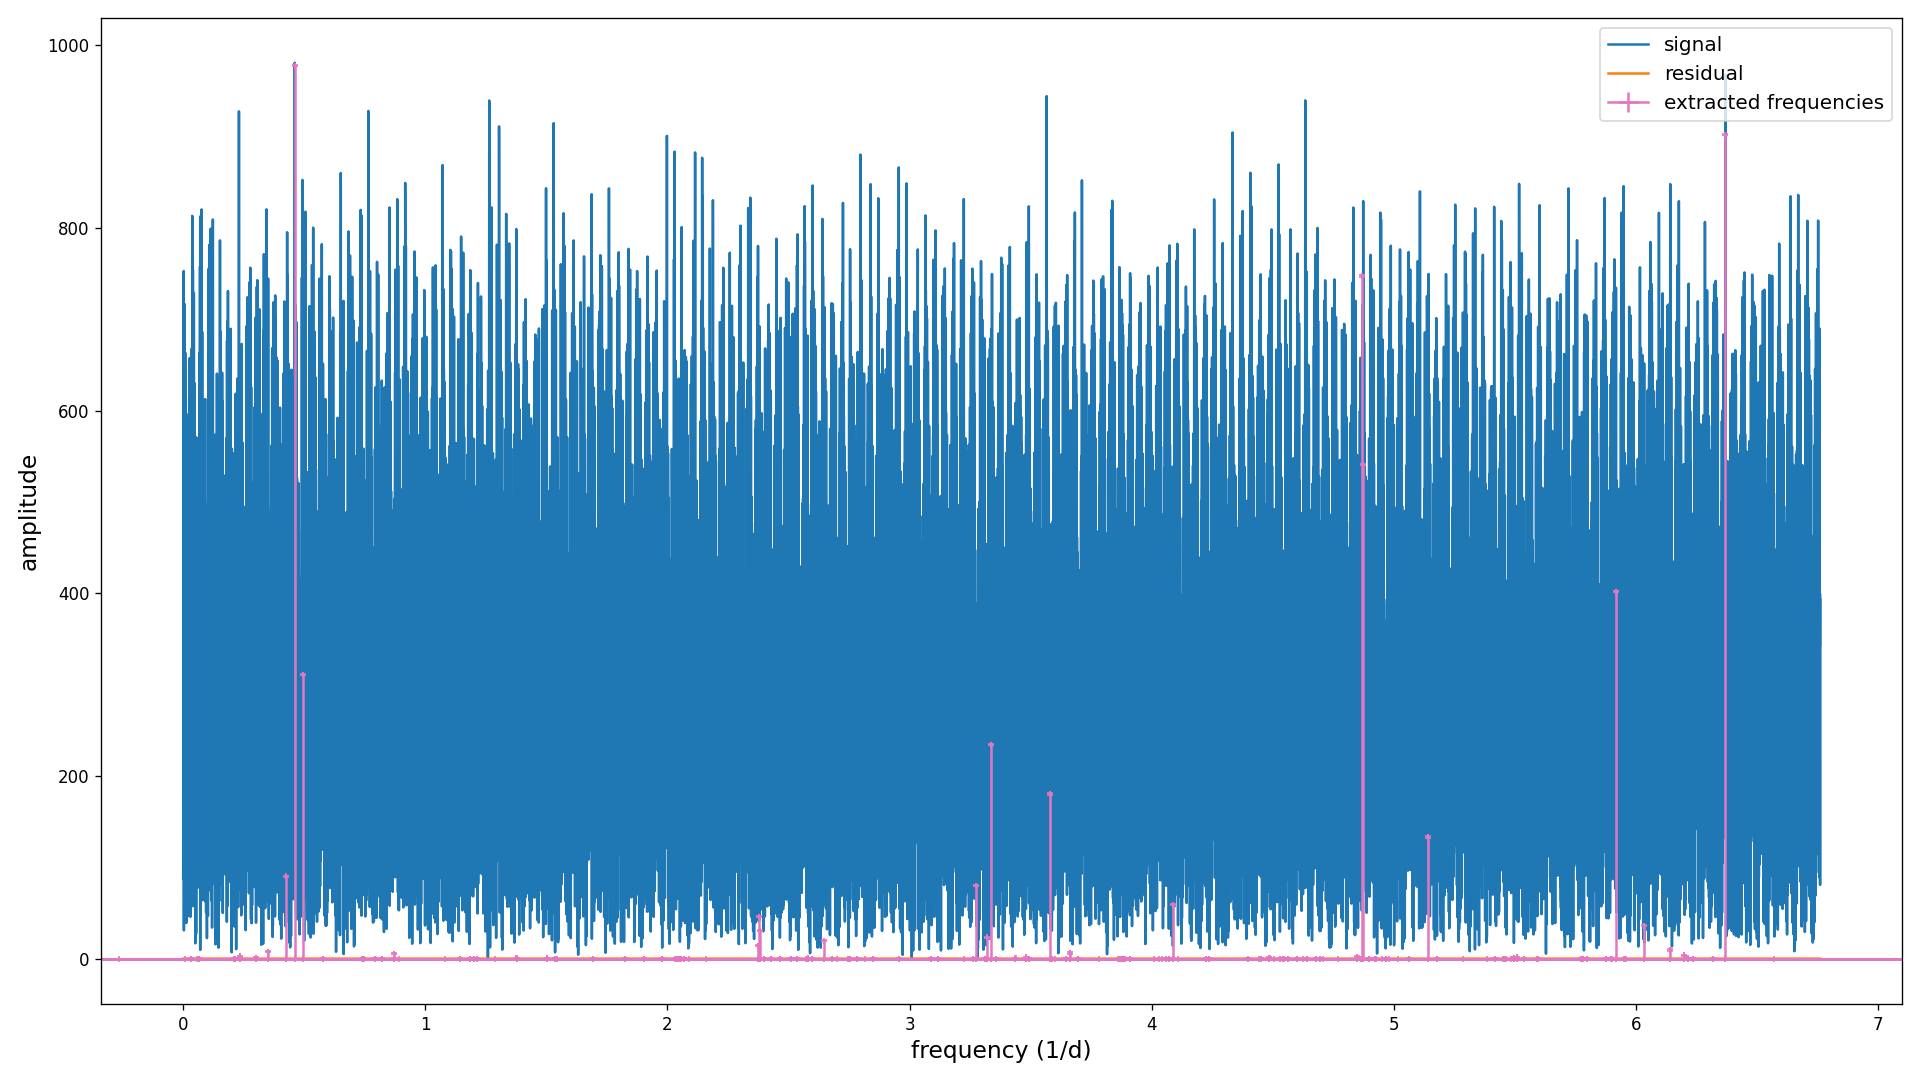 1000
800
600
400
200
0
amplitude
0 1 2 3 4 5 6 7
frequency (1/d)
signal
residual
extracted frequencies